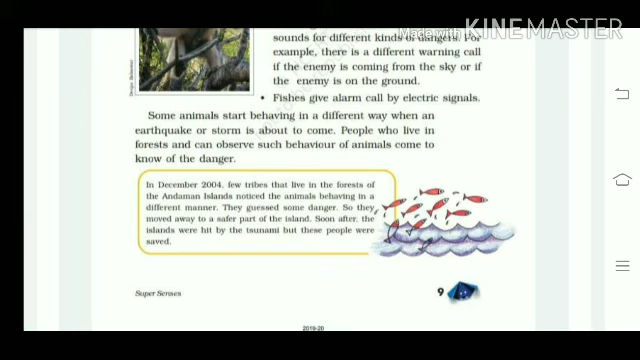 Made with KINEMASTER
sounds for different kinds of dangers. For
example, there is a different warning call
if the enemy is coming from the sky or if
the enemy is on the ground.
• Fishes give alarm call by electric signals.
Some animals start behaving in a different way when an
earthquake or storm is about to come. People who live in
forests and can observe such behaviour of animals come to
know of the danger.
In December 2004, few tribes that live in the forests of
the Andaman Islands noticed the animals behaving in a
different manner. They guessed some danger. So they
moved away to a safer part of the island. Soon after, the
islands were hit by the tsunami but these people were
saved.
Super Senses
9
2019-20